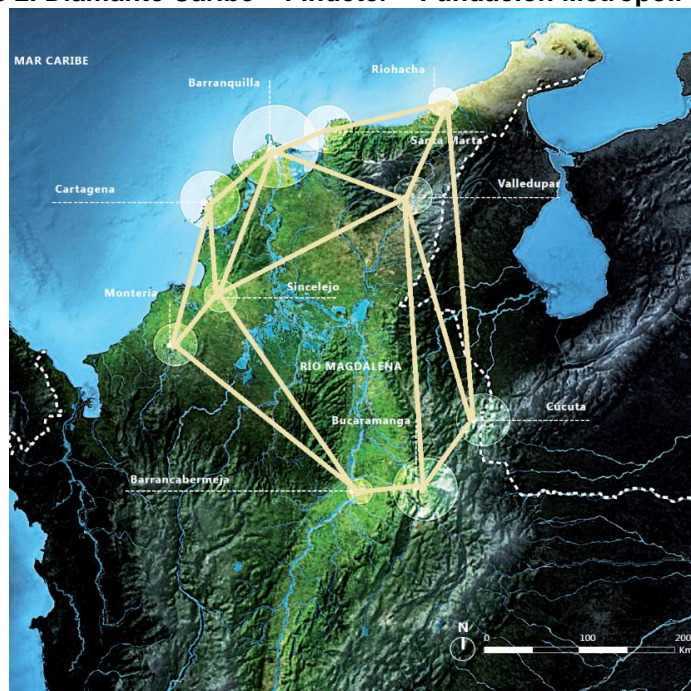 2. Diamante Caribe – Findeter – Fundación Metrópoli
MAR CARIBE
Riohacha
Barranquilla
Santa Marta
Cartagena
Valledupar
Montería
Sincelejo
RÍO MAGDALENA
Bucaramanga
Cúcuta
Barrancabermeja
N
0 100 200
Km